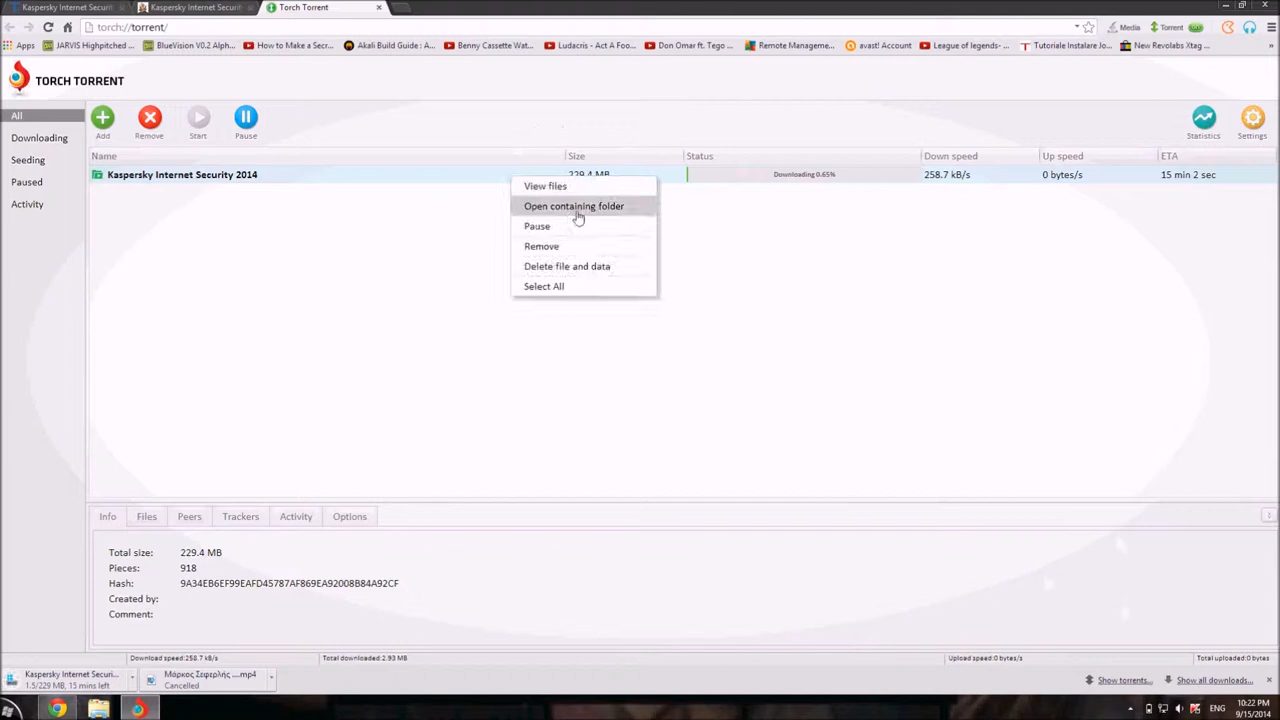 Kaspersky Internet Securit
Kaspersky Internet Securit
Torch Torrent
torch://torrent/
Media
Torrent
Apps
JARVIS Highpitched ...
BlueVision V0.2 Alph...
How to Make a Secr...
Akali Build Guide : A...
Benny Cassette Wat...
Ludacris - Act A Foo...
Don Omar ft. Tego ...
Remote Manageme...
avast! Account
League of legends- ...
Tutoriale Instalare Jo...
New Revolabs Xtag ...
TORCH TORRENT
All
Downloading
Seeding
Paused
Activity
Add
Remove
Start
Pause
Statistics
Settings
Name
Size
Status
Down speed
Up speed
ETA
Kaspersky Internet Security 2014
229.4 MB
Downloading 0.65%
258.7 kB/s
0 bytes/s
15 min 2 sec
View files
Open containing folder
Pause
Remove
Delete file and data
Select All
Info
Files
Peers
Trackers
Activity
Options
Total size: 229.4 MB
Pieces: 918
Hash: 9A34EB6EF99EAFD45787AF869EA92008B84A92CF
Created by:
Comment:
Download speed:258.7 kB/s
Total downloaded:2.93 MB
Upload speed:0 bytes/s
Total uploaded:0 bytes
Kaspersky Internet Securi...
1.5/229 MB, 15 mins left
Μάρκος Σεφερλής ....mp4
Cancelled
Show torrents...
Show all downloads...
ENG
10:22 PM
9/15/2014